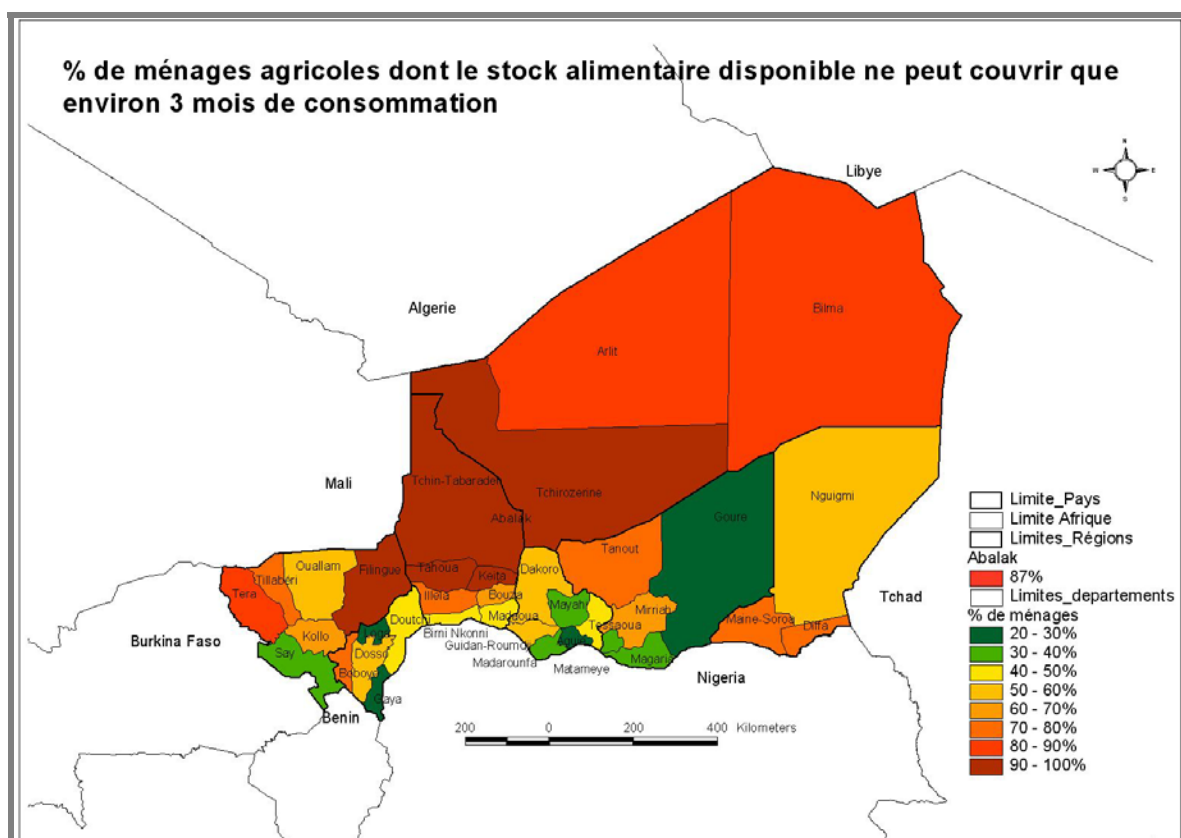 % de ménages agricoles dont le stock alimentaire disponible ne peut couvrir que
environ 3 mois de consommation
N
W E
S
Libye
Algerie
Bilma
Arlit
Mali
Tchin-Tabaraden
Tchirozerine
Nguigmi
Abalak
Goure
Tanout
Ouallam
Tillabéri
Filingue
Tahoua
Keita
Dakoro
Tera
Illela
Bouza
Mayahi
Mirriah
Maine-Soroa
Diffa
Tchad
Burkina Faso
Kollo
Loga
Doutchi
Birni Nkonni
Madaoua
Tessaoua
Guidan-Roumdji
Aguie
Say
Dosso
Boboye
Madarounfa
Matameye
Magaria
Nigeria
Gaya
Benin
200 0 200 400 Kilometers
Limite_Pays
Limite Afrique
Limites_Régions
Abalak
87%
Limites_departements
% de ménages
20 - 30%
30 - 40%
40 - 50%
50 - 60%
60 - 70%
70 - 80%
80 - 90%
90 - 100%